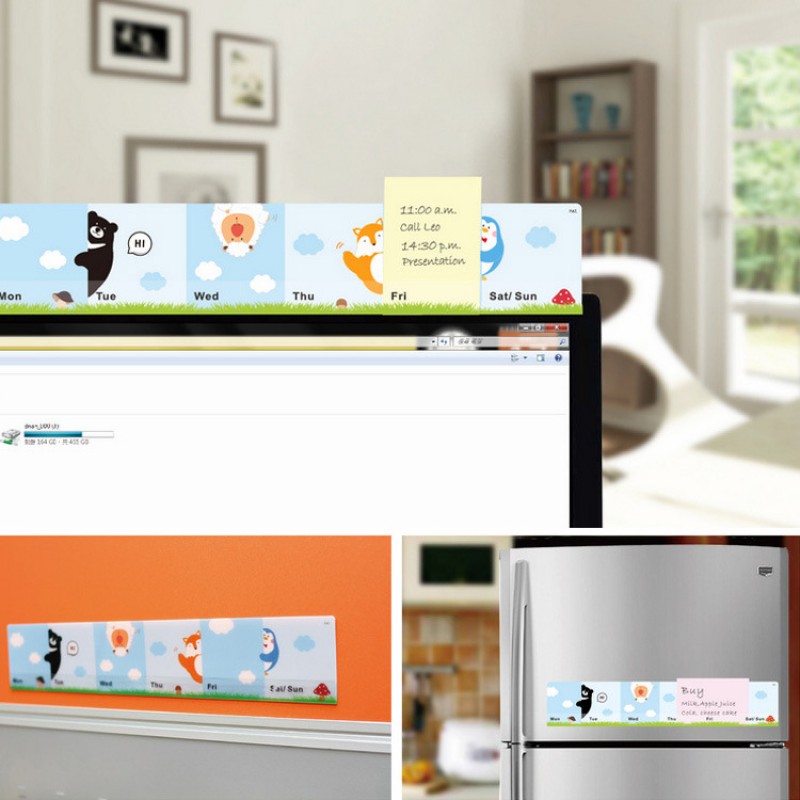 11:00 a.m.
Call Leo
14:30 p.m.
Presentation
HI
Mon Tue Wed Thu Fri Sat/ Sun
HI
Mon Tue Wed Thu Fri Sat/ Sun
Buy
Milk, Apple Juice
Cola, cheese cake
HI
Mon Tue Wed Thu Fri Sat/ Sun